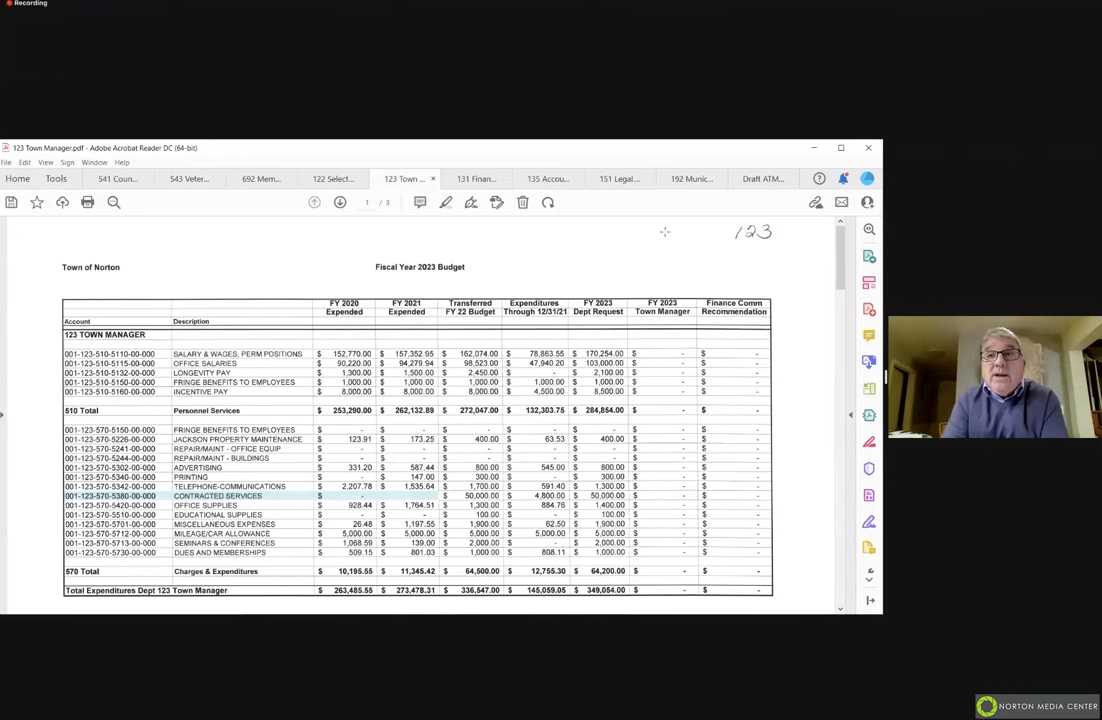 Recording
123 Town Manager.pdf - Adobe Acrobat Reader DC (64-bit)
File Edit View Sign Window Help
Home Tools 541 Coun... 543 Veter... 692 Mem... 122 Select... 123 Town ... × 131 Finan... 135 Accou... 151 Legal.... 192 Munic... Draft ATM...
1 / 3
123
Town of Norton Fiscal Year 2023 Budget
FY 2020 FY 2021 Transferred Expenditures FY 2023 FY 2023 Finance Comm
Expended Expended FY 22 Budget Through 12/31/21 Dept Request Town Manager Recommendation
Account Description
123 TOWN MANAGER
001-123-510-5110-00-000 SALARY & WAGES, PERM POSITIONS $ 152,770.00 $ 157,352.95 $ 162,074.00 $ 78,863.55 $ 170,254.00 $ - $ -
001-123-510-5115-00-000 OFFICE SALARIES $ 90,220.00 $ 94,279.94 $ 98,523.00 $ 47,940.20 $ 103,000.00 $ - $ -
001-123-510-5132-00-000 LONGEVITY PAY $ 1,300.00 $ 1,500.00 $ 2,450.00 $ - $ 2,100.00 $ - $ -
001-123-510-5150-00-000 FRINGE BENEFITS TO EMPLOYEES $ 1,000.00 $ 1,000.00 $ 1,000.00 $ 1,000.00 $ 1,000.00 $ - $ -
001-123-510-5160-00-000 INCENTIVE PAY $ 8,000.00 $ 8,000.00 $ 8,000.00 $ 4,500.00 $ 8,500.00 $ - $ -
510 Total Personnel Services $ 253,290.00 $ 262,132.89 $ 272,047.00 $ 132,303.75 $ 284,854.00 $ - $ -
001-123-570-5150-00-000 FRINGE BENEFITS TO EMPLOYEES $ - $ - $ - $ - $ - $ - $ -
001-123-570-5226-00-000 JACKSON PROPERTY MAINTENANCE $ 123.91 $ 173.25 $ 400.00 $ 63.53 $ 400.00 $ - $ -
001-123-570-5241-00-000 REPAIR/MAINT - OFFICE EQUIP $ - $ - $ - $ - $ - $ - $ -
001-123-570-5244-00-000 REPAIR/MAINT - BUILDINGS $ - $ - $ - $ - $ - $ - $ -
001-123-570-5302-00-000 ADVERTISING $ 331.20 $ 587.44 $ 800.00 $ 545.00 $ 800.00 $ - $ -
001-123-570-5340-00-000 PRINTING $ - $ 147.00 $ 300.00 $ - $ 300.00 $ - $ -
001-123-570-5342-00-000 TELEPHONE-COMMUNICATIONS $ 2,207.78 $ 1,535.64 $ 1,700.00 $ 591.40 $ 1,300.00 $ - $ -
001-123-570-5380-00-000 CONTRACTED SERVICES $ - $ 50,000.00 $ 4,800.00 $ 50,000.00 $ - $ -
001-123-570-5420-00-000 OFFICE SUPPLIES $ 928.44 $ 1,764.51 $ 1,300.00 $ 884.76 $ 1,400.00 $ - $ -
001-123-570-5510-00-000 EDUCATIONAL SUPPLIES $ - $ - $ 100.00 $ - $ 100.00 $ - $ -
001-123-570-5701-00-000 MISCELLANEOUS EXPENSES $ 26.48 $ 1,197.55 $ 1,900.00 $ 62.50 $ 1,900.00 $ - $ -
001-123-570-5712-00-000 MILEAGE/CAR ALLOWANCE $ 5,000.00 $ 5,000.00 $ 5,000.00 $ 5,000.00 $ 5,000.00 $ - $ -
001-123-570-5713-00-000 SEMINARS & CONFERENCES $ 1,068.59 $ 139.00 $ 2,000.00 $ - $ 2,000.00 $ - $ -
001-123-570-5730-00-000 DUES AND MEMBERSHIPS $ 509.15 $ 801.03 $ 1,000.00 $ 808.11 $ 1,000.00 $ - $ -
570 Total Charges & Expenditures $ 10,195.55 $ 11,345.42 $ 64,500.00 $ 12,755.30 $ 64,200.00 $ - $ -
Total Expenditures Dept 123 Town Manager $ 263,485.55 $ 273,478.31 $ 336,547.00 $ 145,059.05 $ 349,054.00 $ - $ -
NORTON MEDIA CENTER